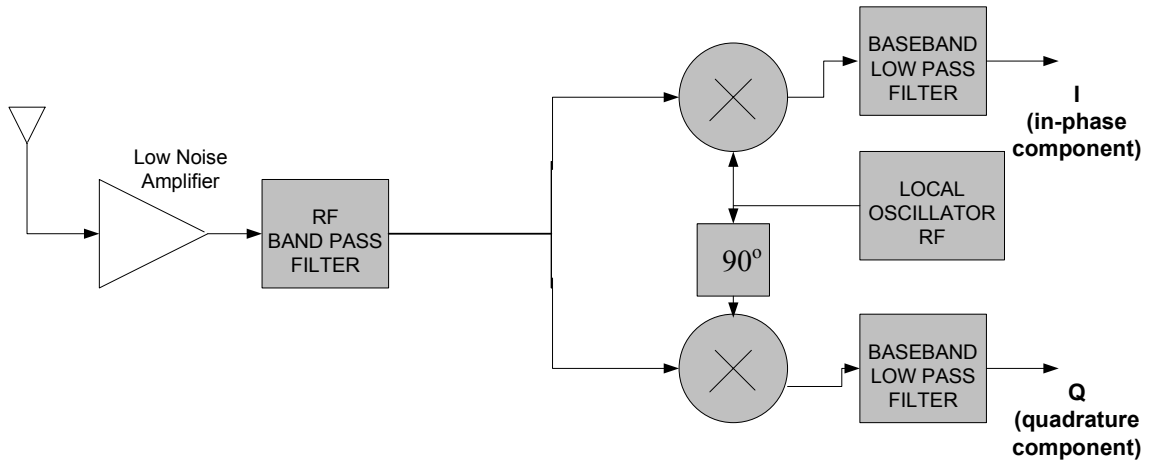 Low Noise
Amplifier
RF
BAND PASS
FILTER
90º
BASEBAND
LOW PASS
FILTER
I
(in-phase
component)
LOCAL
OSCILLATOR
RF
BASEBAND
LOW PASS
FILTER
Q
(quadrature
component)